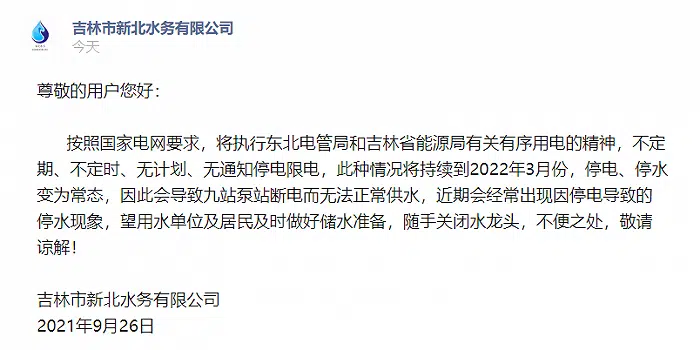 吉林市新北水务有限公司
今天
尊敬的用户您好：
按照国家电网要求，将执行东北电管局和吉林省能源局有关有序用电的精神，不定
期、不定时、无计划、无通知停电限电，此种情况将持续到2022年3月份，停电、停水
变为常态，因此会导致九站泵站断电而无法正常供水，近期会经常出现因停电导致的
停水现象，望用水单位及居民及时做好储水准备，随手关闭水龙头，不便之处，敬请
谅解！
吉林市新北水务有限公司
2021年9月26日